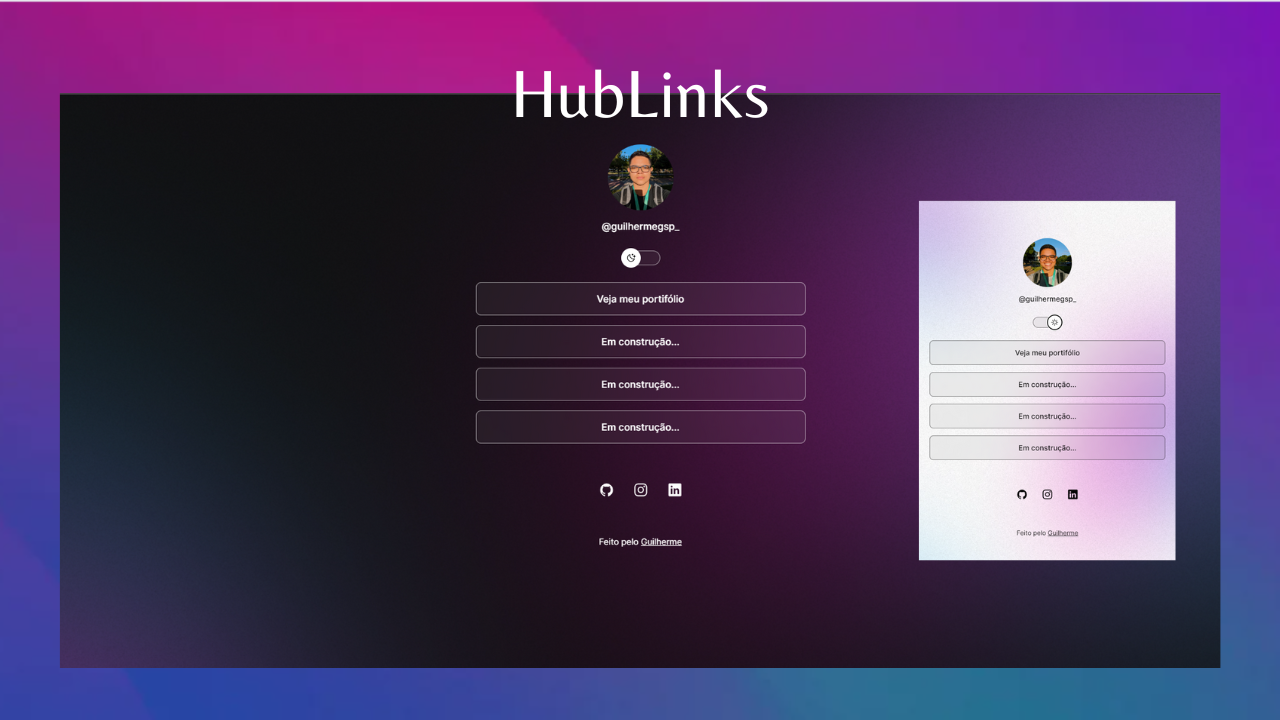 HubLinks
@guilhermegsp_
Veja meu portifólio
Em construção...
Em construção...
Em construção...
Feito pelo Guilherme
@guilhermegsp_
Veja meu portifólio
Em construção...
Em construção...
Em construção...
Feito pelo Guilherme